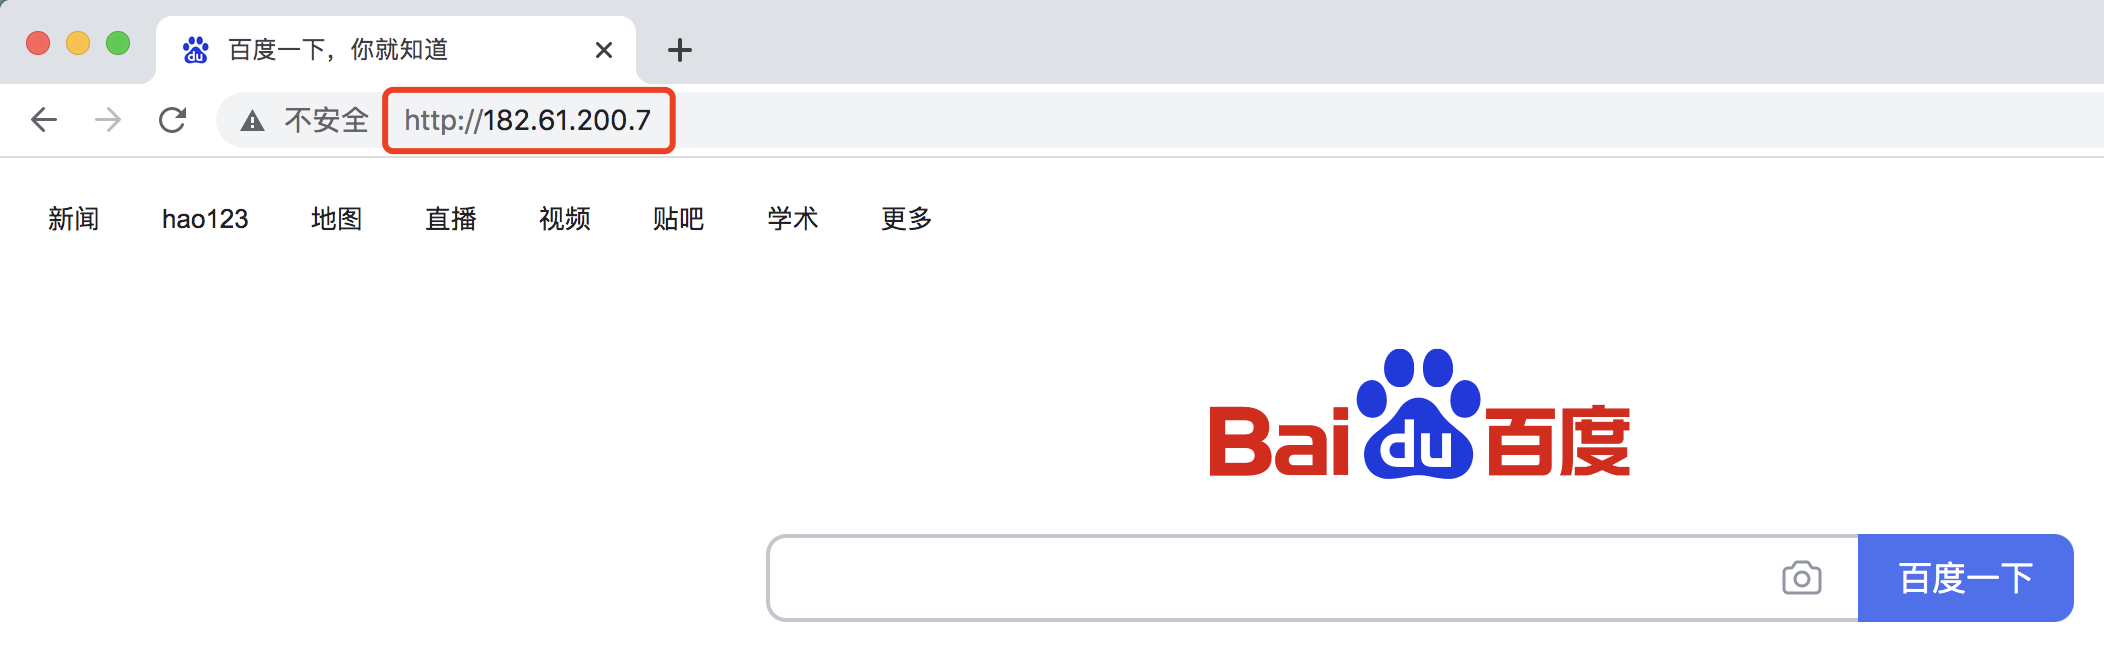 百度一下，你就知道
不安全 http://182.61.200.7
新闻 hao123 地图 直播 视频 贴吧 学术 更多
Bai du 百度
百度一下